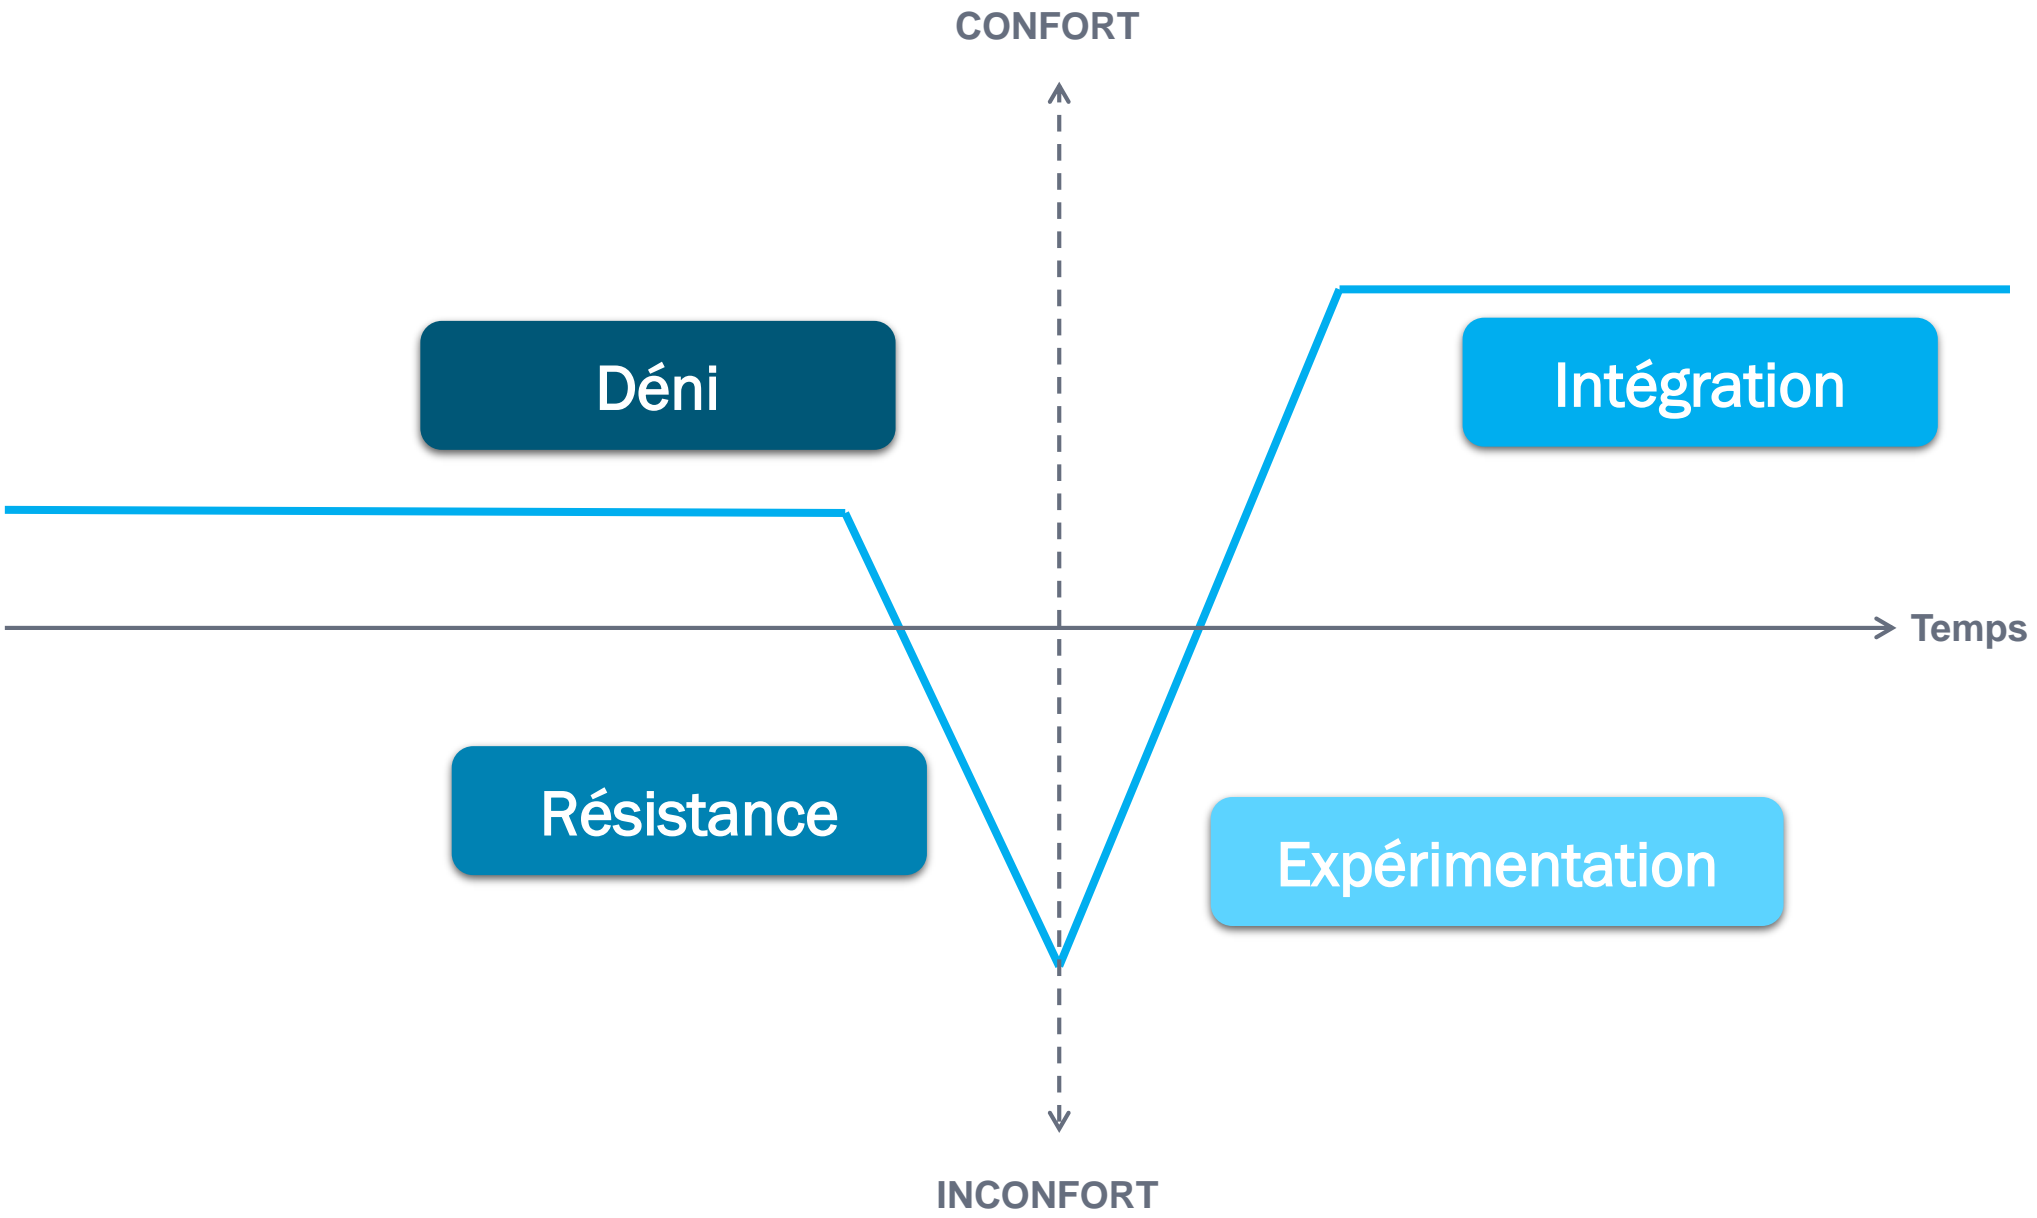 CONFORT
Déni
Intégration
Temps
Résistance
Expérimentation
INCONFORT